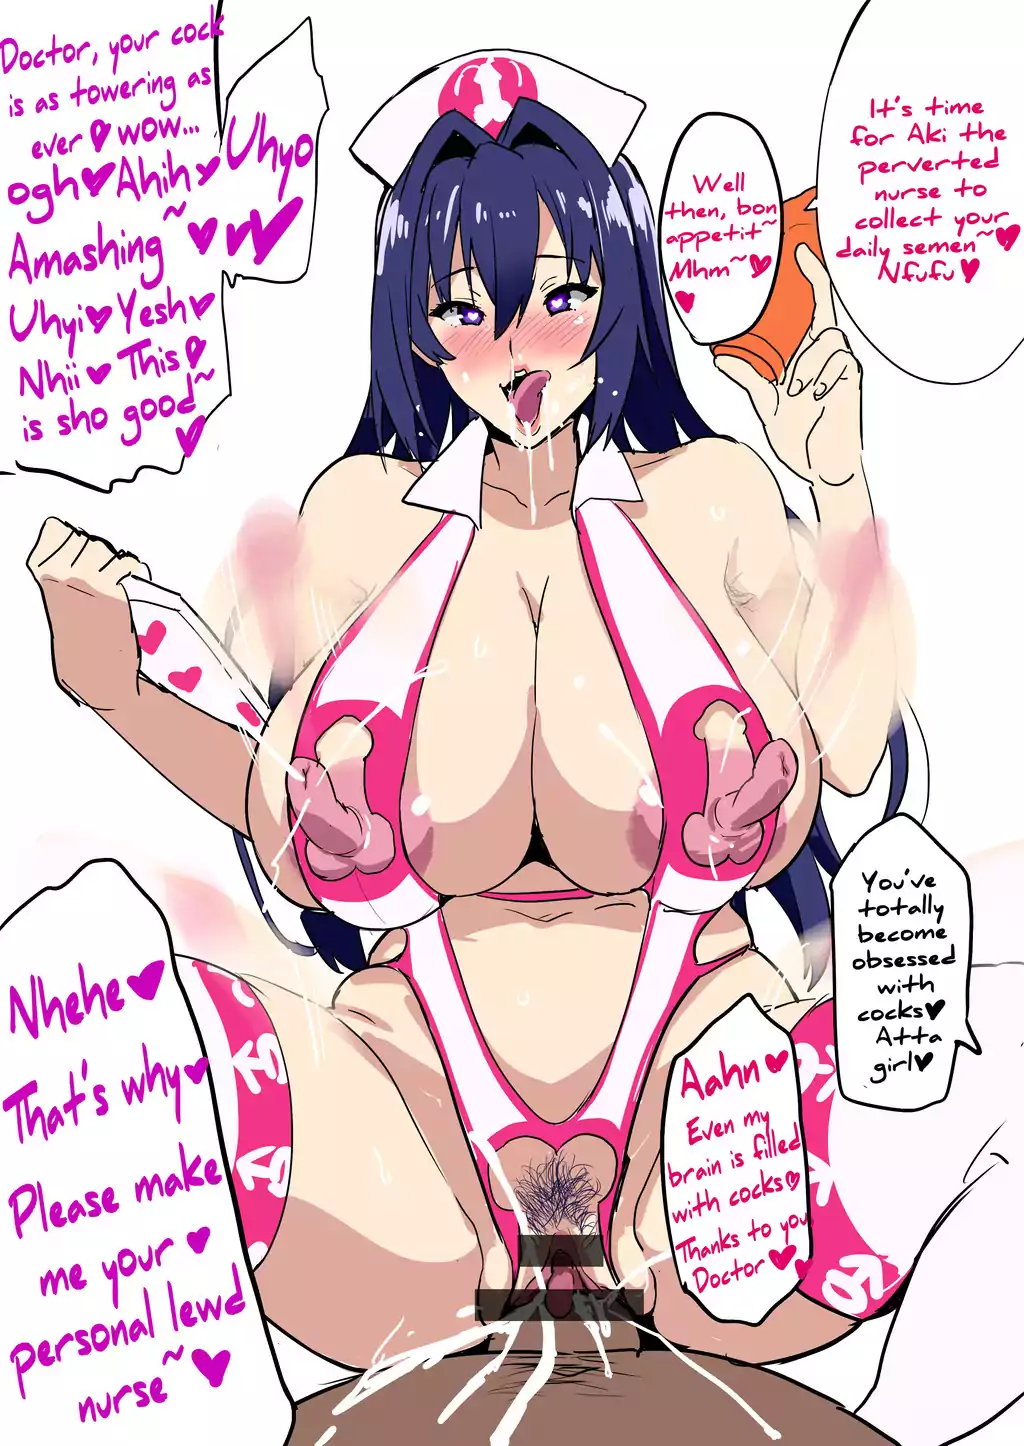 It's time
for Aki the
perverted
nurse to
collect your
daily semen~♥
Nfufu♥
Well
then, bon
appetit~
Mhm~♥
♥
Uhyo
♥♥
Doctor, your cock
is as towering as
ever♥wow...
ogh♥Ahih♥
Amashing~♥
Uhyi♥Yesh♥
Nhii♥This♥
is sho good~
♥
You've
totally
become
obsessed
with
cocks♥
Atta
girl♥
Aahn♥
Even my
brain is filled
with cocks♥
Thanks to you,
Doctor♥♥
Nhehe♥
That's why♥
Please make
me your♥
personal lewd
nurse~♥